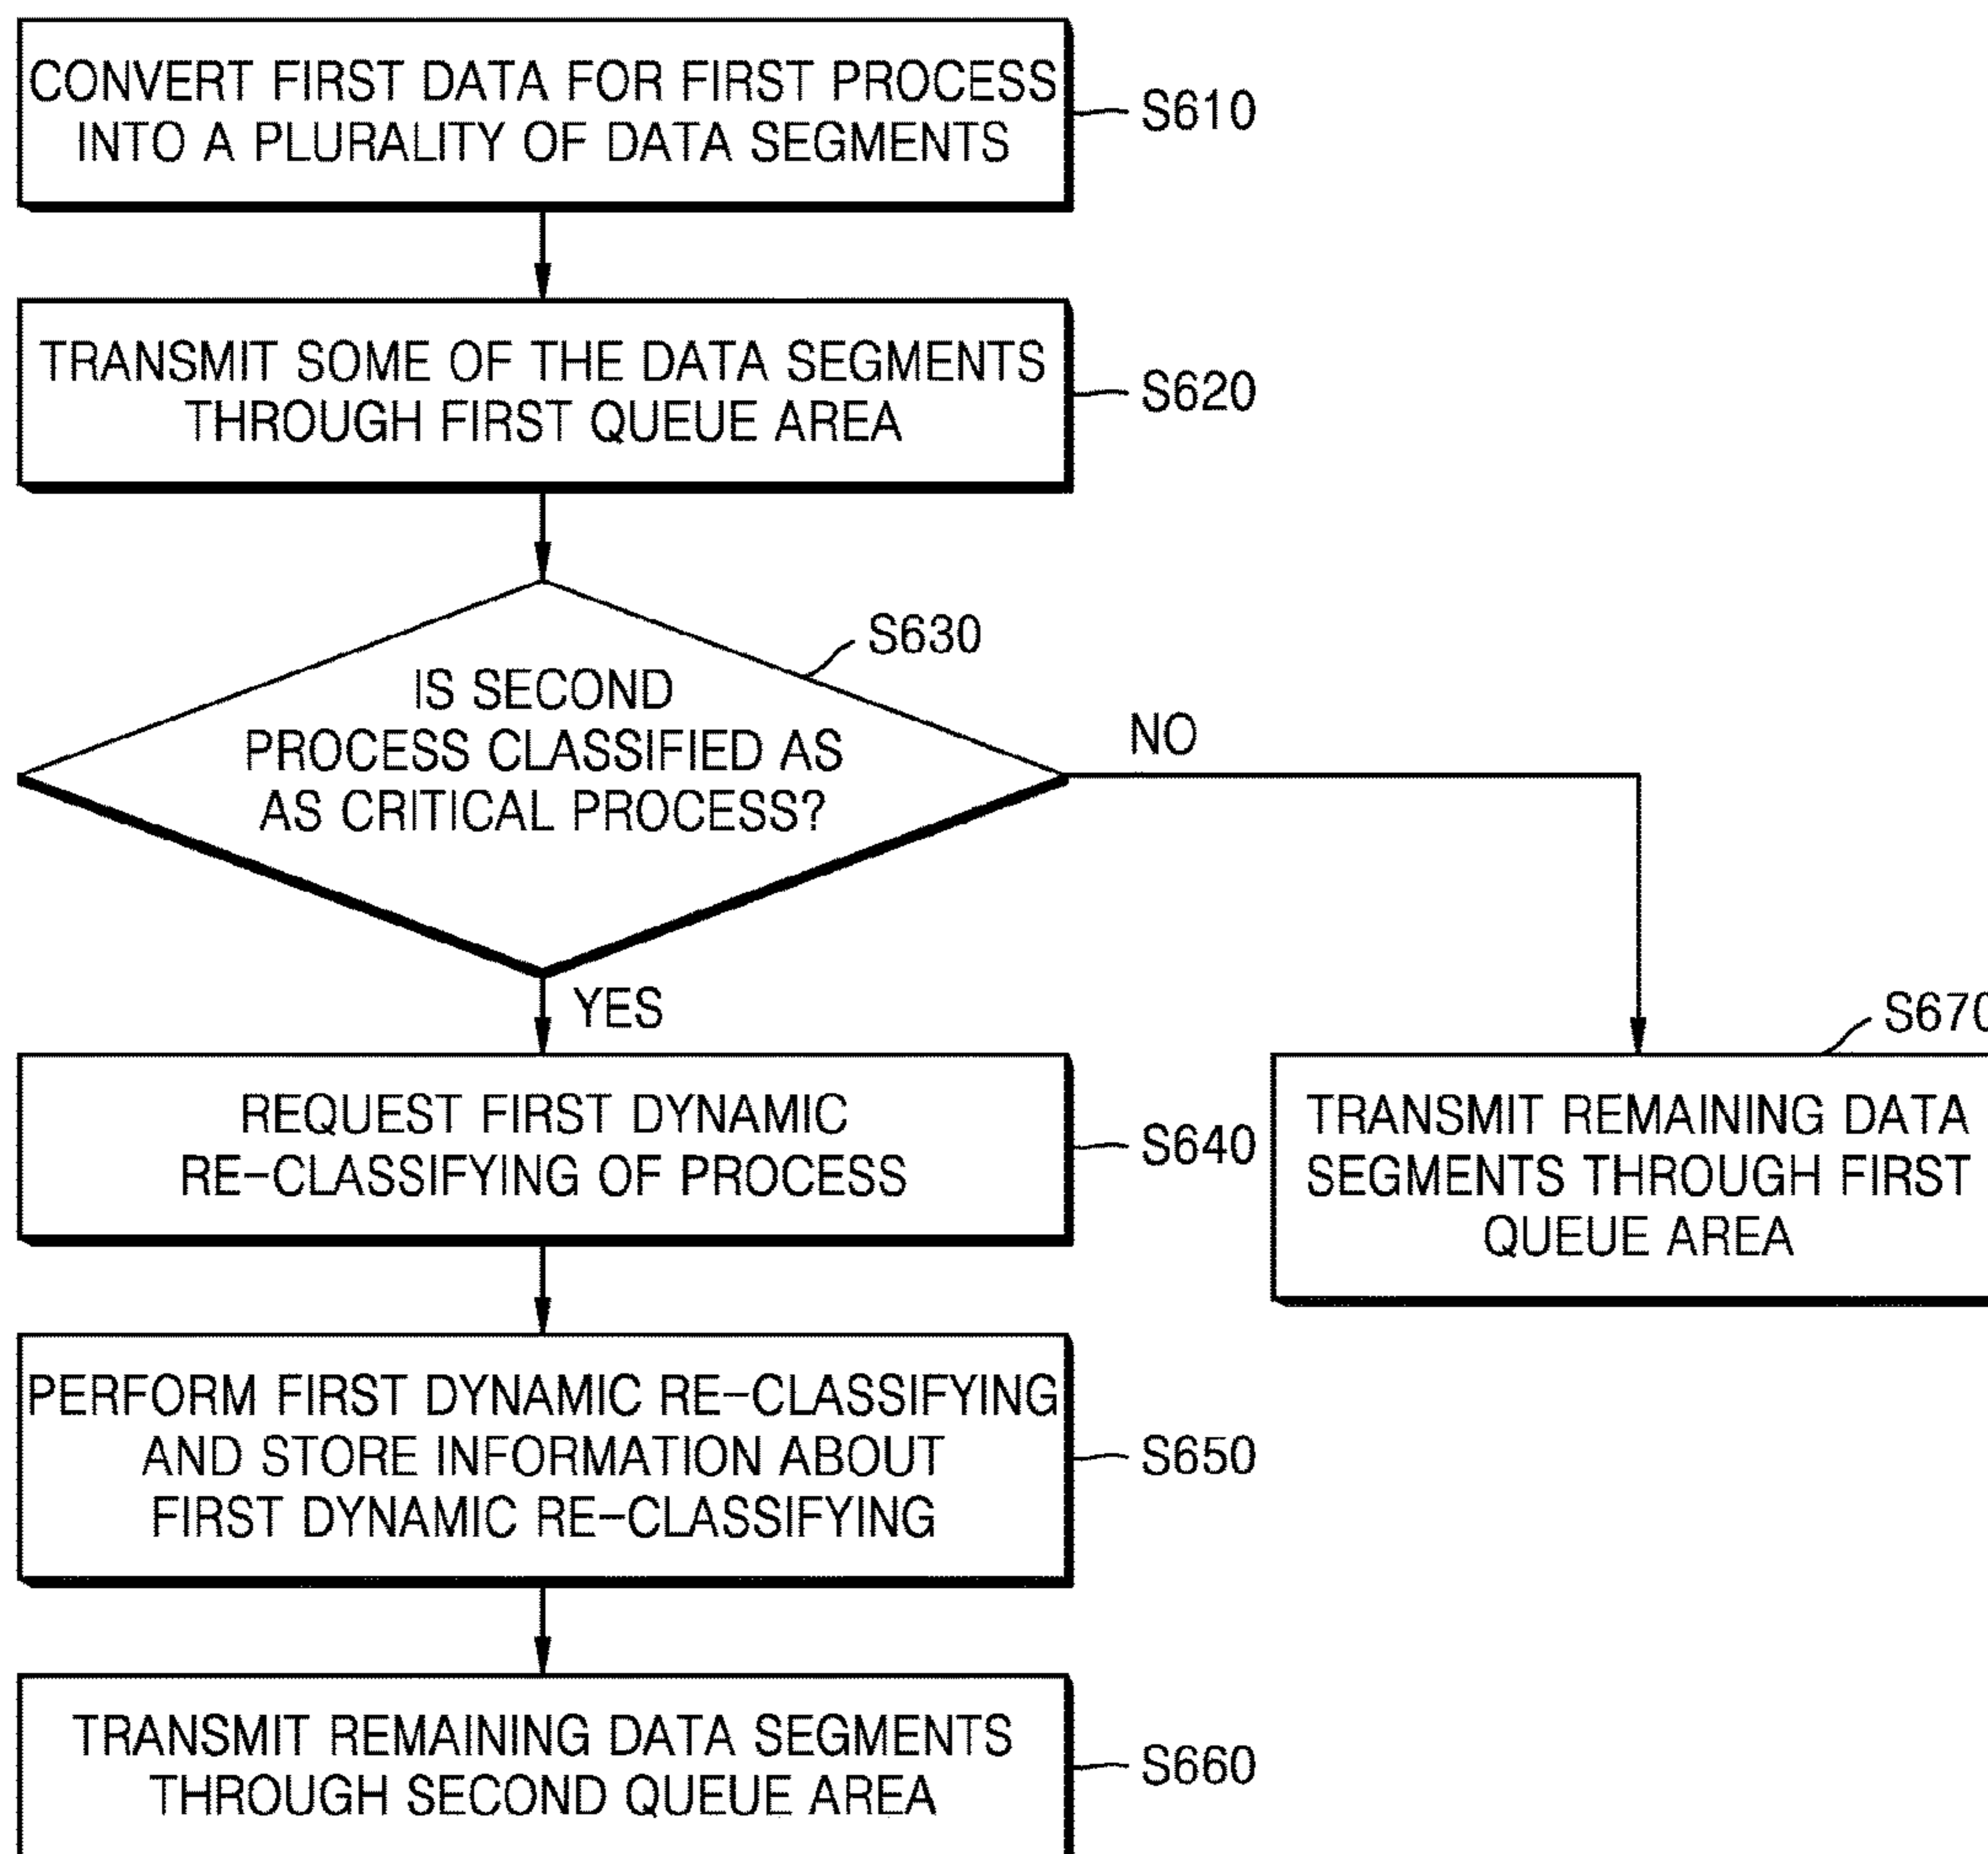 CONVERT FIRST DATA FOR FIRST PROCESS
INTO A PLURALITY OF DATA SEGMENTS
S610
TRANSMIT SOME OF THE DATA SEGMENTS
THROUGH FIRST QUEUE AREA
S620
S630
IS SECOND
PROCESS CLASSIFIED AS
AS CRITICAL PROCESS?
NO
YES
REQUEST FIRST DYNAMIC
RE-CLASSIFYING OF PROCESS
S640
S670
TRANSMIT REMAINING DATA
SEGMENTS THROUGH FIRST
QUEUE AREA
PERFORM FIRST DYNAMIC RE-CLASSIFYING
AND STORE INFORMATION ABOUT
FIRST DYNAMIC RE-CLASSIFYING
S650
TRANSMIT REMAINING DATA SEGMENTS
THROUGH SECOND QUEUE AREA
S660